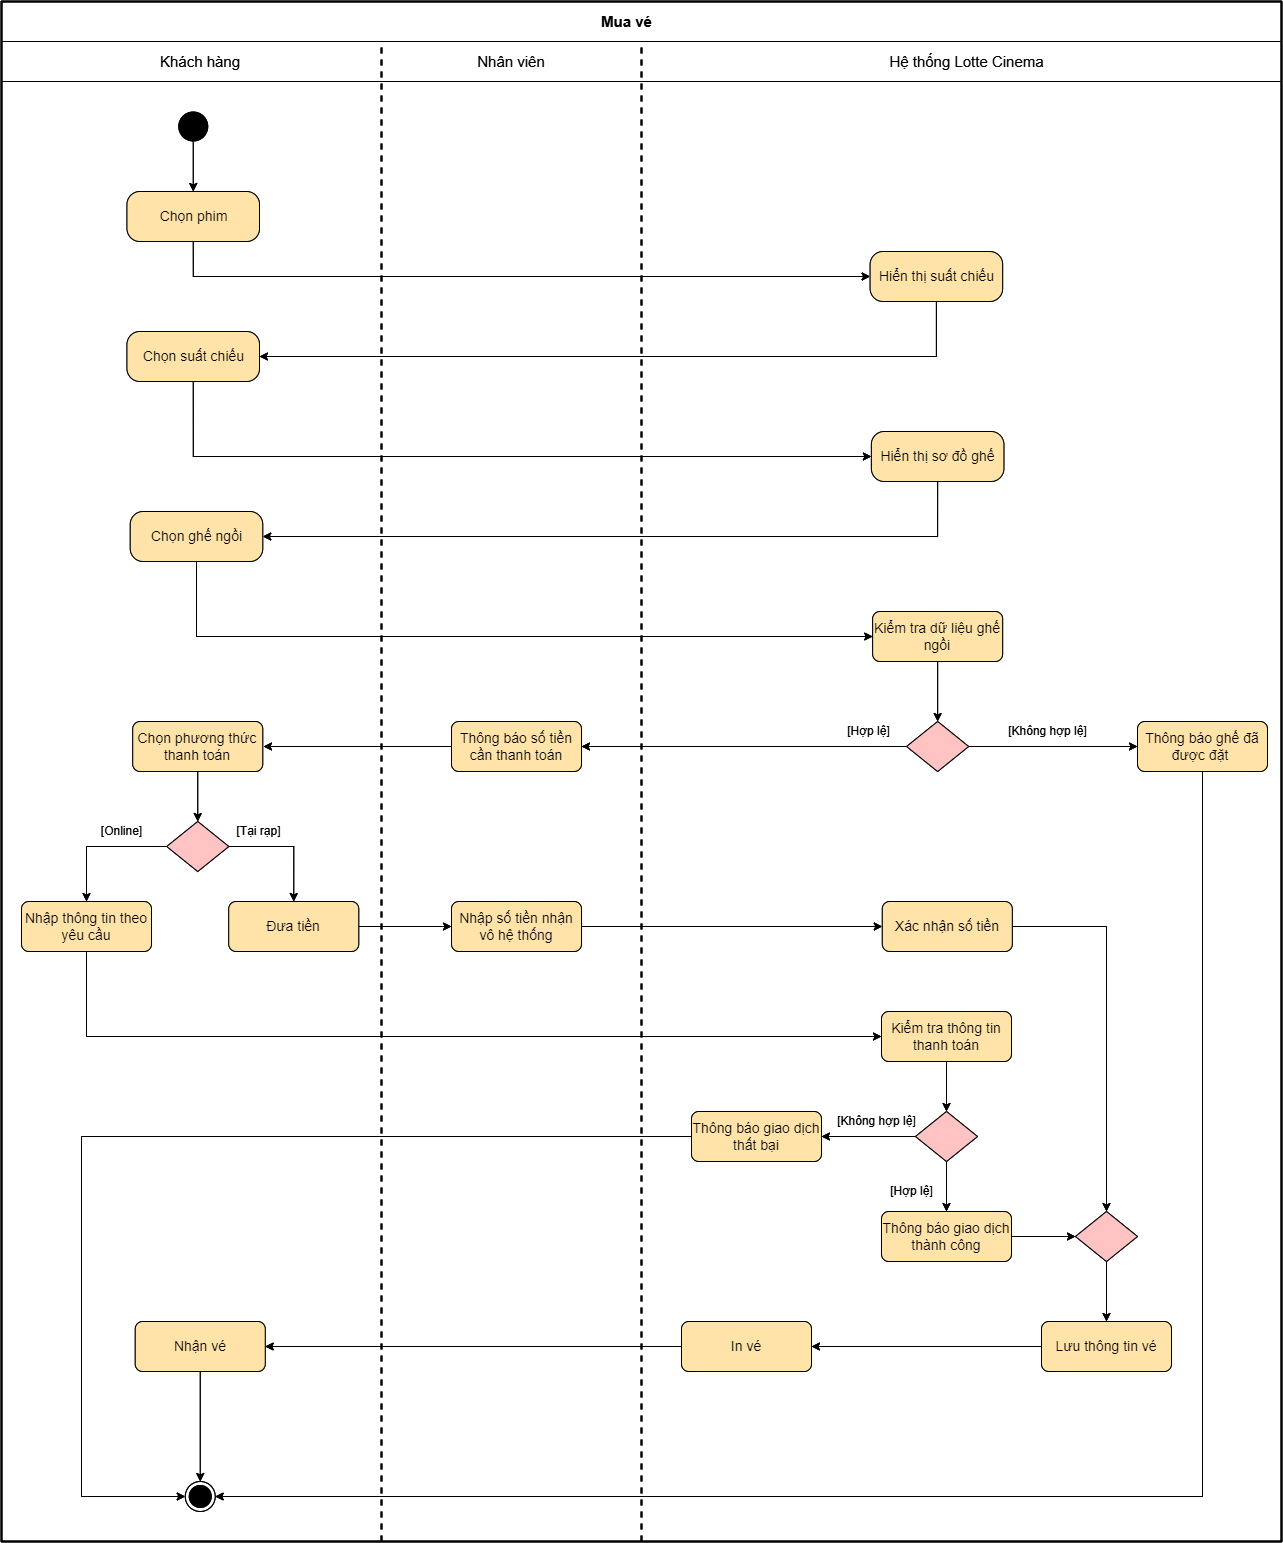 Mua vé
Khách hàng
Nhân viên
Hệ thống Lotte Cinema
Chọn phim
Hiển thị suất chiếu
Chọn suất chiếu
Hiển thị sơ đồ ghế
Chọn ghế ngồi
Kiểm tra dữ liệu ghế
ngồi
[Hợp lệ]
[Không hợp lệ]
Chọn phương thức
thanh toán
Thông báo số tiền
cần thanh toán
Thông báo ghế đã
được đặt
[Online]
[Tại rạp]
Nhập thông tin theo
yêu cầu
Đưa tiền
Nhập số tiền nhận
vô hệ thống
Xác nhận số tiền
Kiểm tra thông tin
thanh toán
Thông báo giao dịch
thất bại
[Không hợp lệ]
[Hợp lệ]
Thông báo giao dịch
thành công
Nhận vé
In vé
Lưu thông tin vé